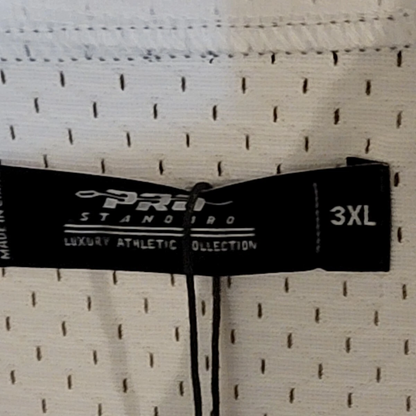 PRO
STANDARD
LUXURY ATHLETIC COLLECTION
3XL
MADE IN